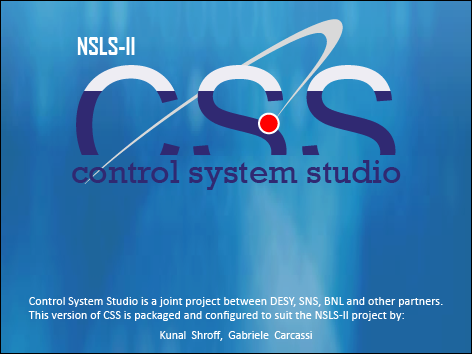 NSLS-II
CSS
control system studio
Control System Studio is a joint project between DESY, SNS, BNL and other partners.
This version of CSS is packaged and configured to suit the NSLS-II project by:
Kunal Shroff, Gabriele Carcassi